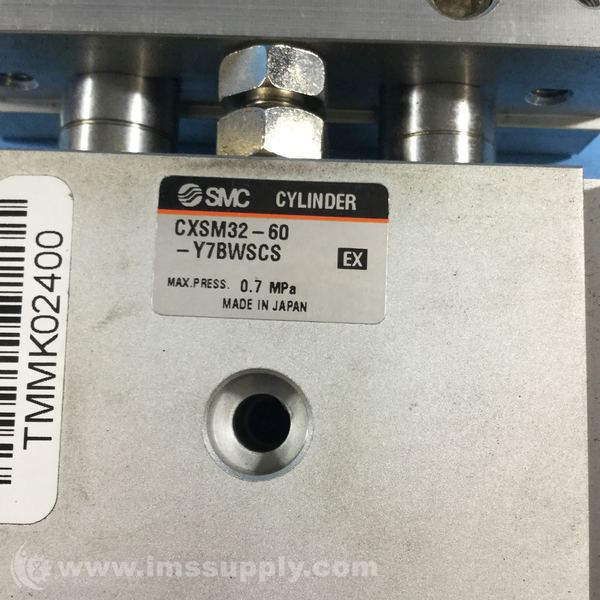 SMC CYLINDER
CXSM32-60
-Y7BWSCS
EX
MAX.PRESS. 0.7 MPa
MADE IN JAPAN
TMMK02400
www.imssupply.com